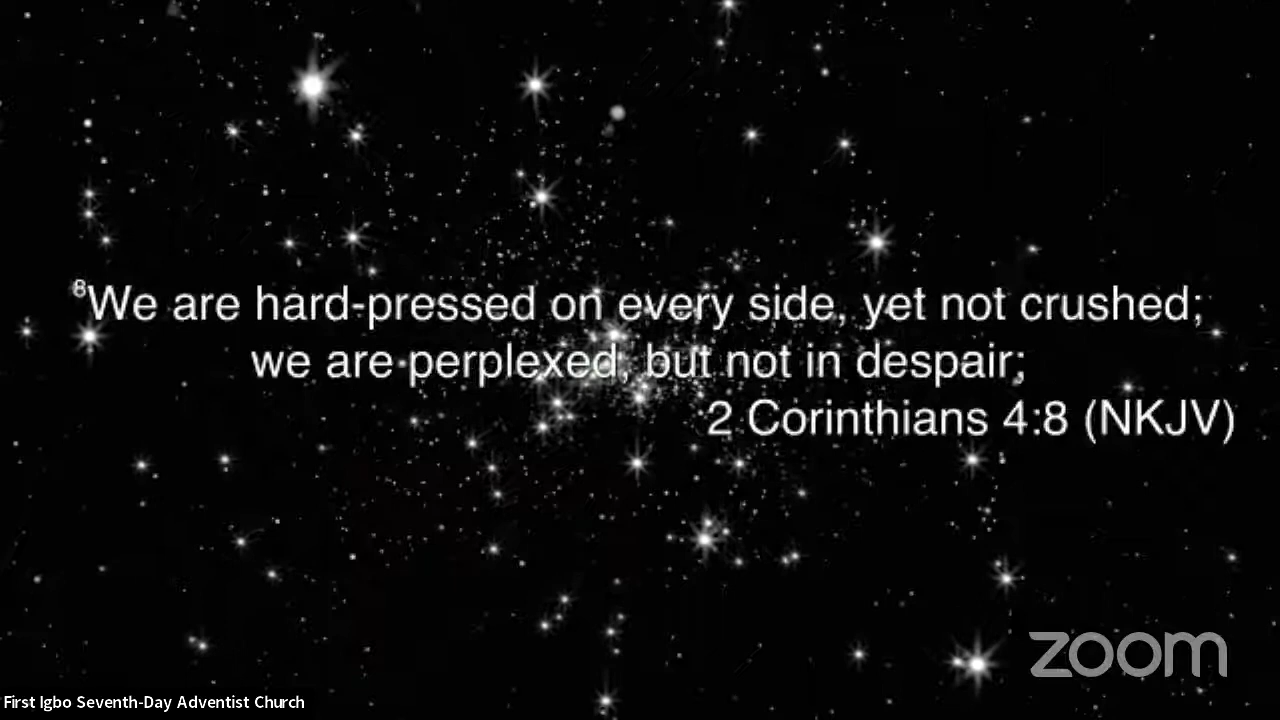 ⁸We are hard-pressed on every side, yet not crushed;
we are perplexed, but not in despair;
2 Corinthians 4:8 (NKJV)
zoom
First Igbo Seventh-Day Adventist Church